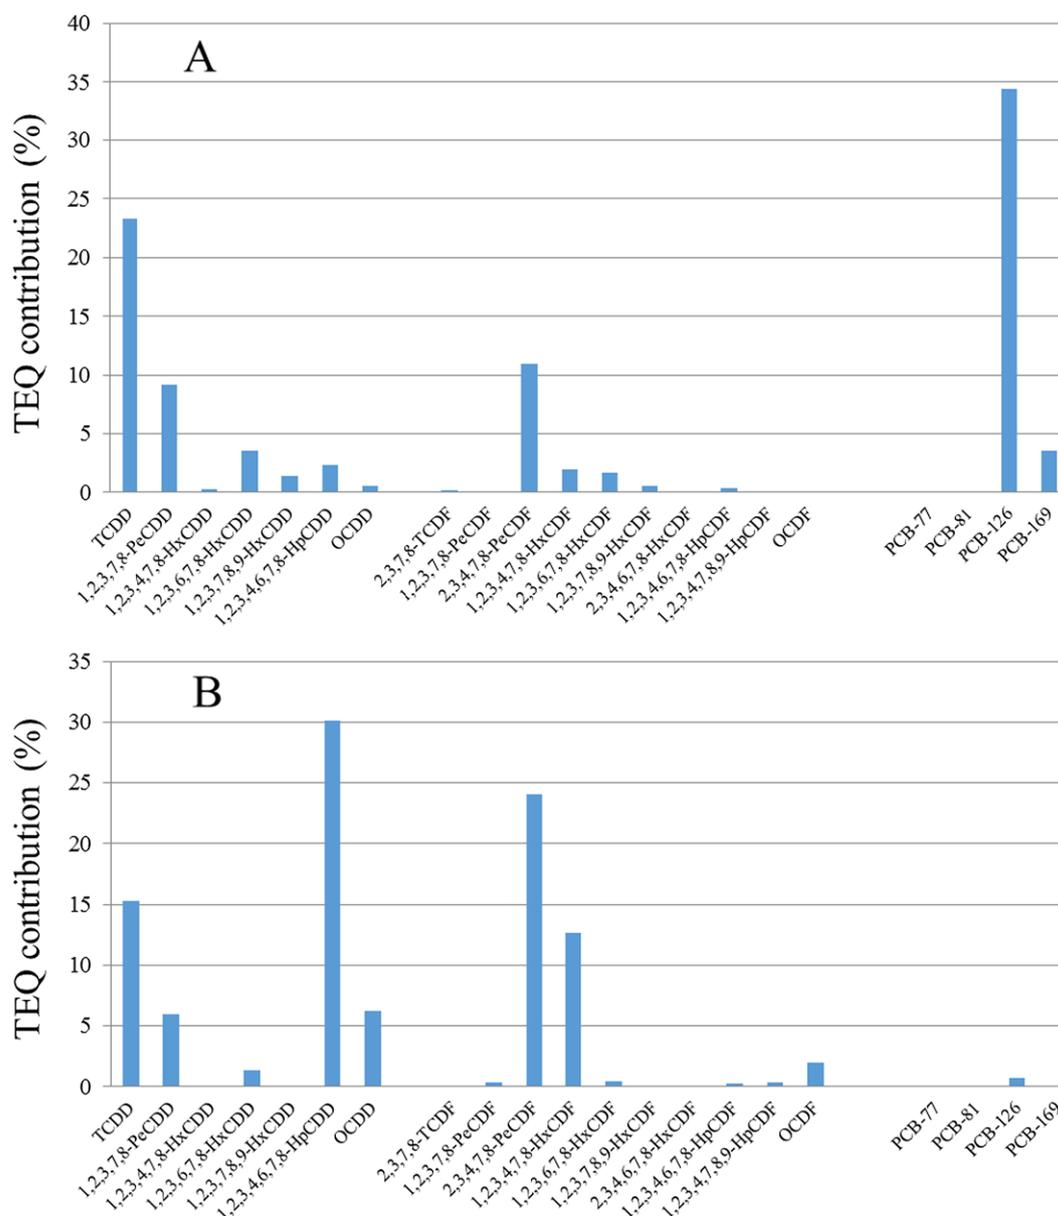 A
TEQ contribution (%)
40
35
30
25
20
15
10
5
0
TCDD
1,2,3,7,8-PeCDD
1,2,3,4,7,8-HxCDD
1,2,3,6,7,8-HxCDD
1,2,3,7,8,9-HxCDD
1,2,3,4,6,7,8-HpCDD
OCDD
2,3,7,8-TCDF
1,2,3,7,8-PeCDF
2,3,4,7,8-PeCDF
1,2,3,4,7,8-HxCDF
1,2,3,6,7,8-HxCDF
1,2,3,7,8,9-HxCDF
2,3,4,6,7,8-HxCDF
1,2,3,4,6,7,8-HpCDF
1,2,3,4,7,8,9-HpCDF
OCDF
PCB-77
PCB-81
PCB-126
PCB-169
B
TEQ contribution (%)
35
30
25
20
15
10
5
0
TCDD
1,2,3,7,8-PeCDD
1,2,3,4,7,8-HxCDD
1,2,3,6,7,8-HxCDD
1,2,3,7,8,9-HxCDD
1,2,3,4,6,7,8-HpCDD
OCDD
2,3,7,8-TCDF
1,2,3,7,8-PeCDF
2,3,4,7,8-PeCDF
1,2,3,4,7,8-HxCDF
1,2,3,6,7,8-HxCDF
1,2,3,7,8,9-HxCDF
2,3,4,6,7,8-HxCDF
1,2,3,4,6,7,8-HpCDF
1,2,3,4,7,8,9-HpCDF
OCDF
PCB-77
PCB-81
PCB-126
PCB-169